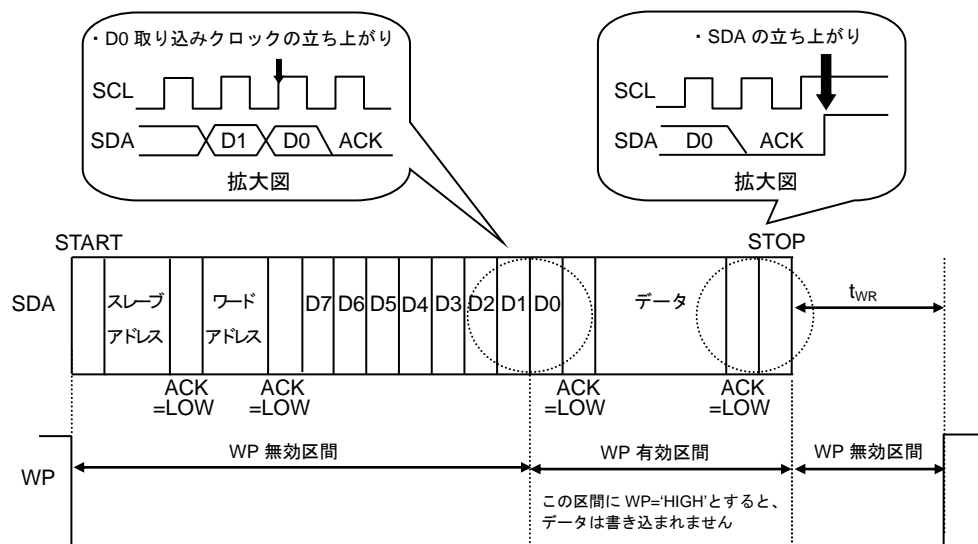 ・D0 取り込みクロックの立ち上がり
SCL
SDA
D1
D0
ACK
拡大図
・SDA の立ち上がり
SCL
SDA
D0
ACK
拡大図
START
STOP
SDA
スレーブ
アドレス
ワード
アドレス
D7
D6
D5
D4
D3
D2
D1
D0
データ
tWR
ACK
=LOW
ACK
=LOW
ACK
=LOW
ACK
=LOW
WP
WP 無効区間
WP 有効区間
WP 無効区間
この区間に WP=‘HIGH’とすると、
データは書き込まれません